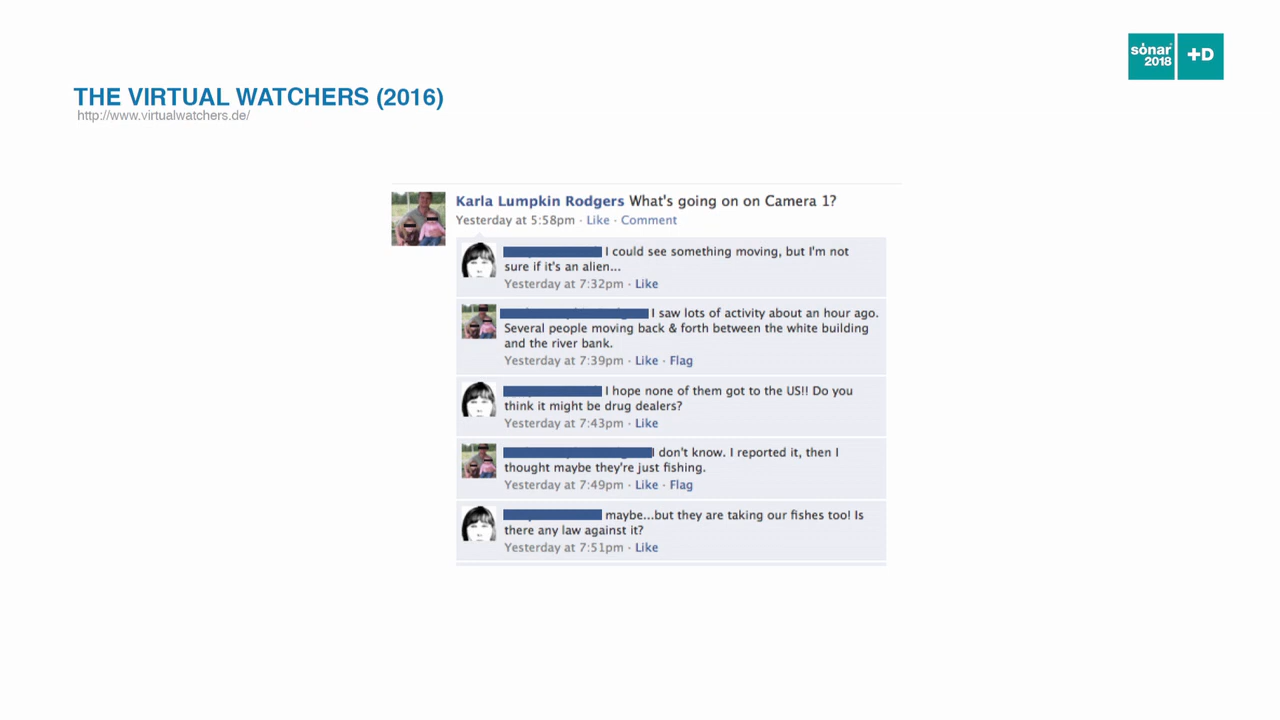 sónar
2018
+D
THE VIRTUAL WATCHERS (2016)
http://www.virtualwatchers.de/
Karla Lumpkin Rodgers What's going on on Camera 1?
Yesterday at 5:58pm · Like · Comment
I could see something moving, but I'm not
sure if it's an alien...
Yesterday at 7:32pm · Like
I saw lots of activity about an hour ago.
Several people moving back & forth between the white building
and the river bank.
Yesterday at 7:39pm · Like · Flag
I hope none of them got to the US!! Do you
think it might be drug dealers?
Yesterday at 7:43pm · Like
I don't know. I reported it, then I
thought maybe they're just fishing.
Yesterday at 7:49pm · Like · Flag
maybe...but they are taking our fishes too! Is
there any law against it?
Yesterday at 7:51pm · Like